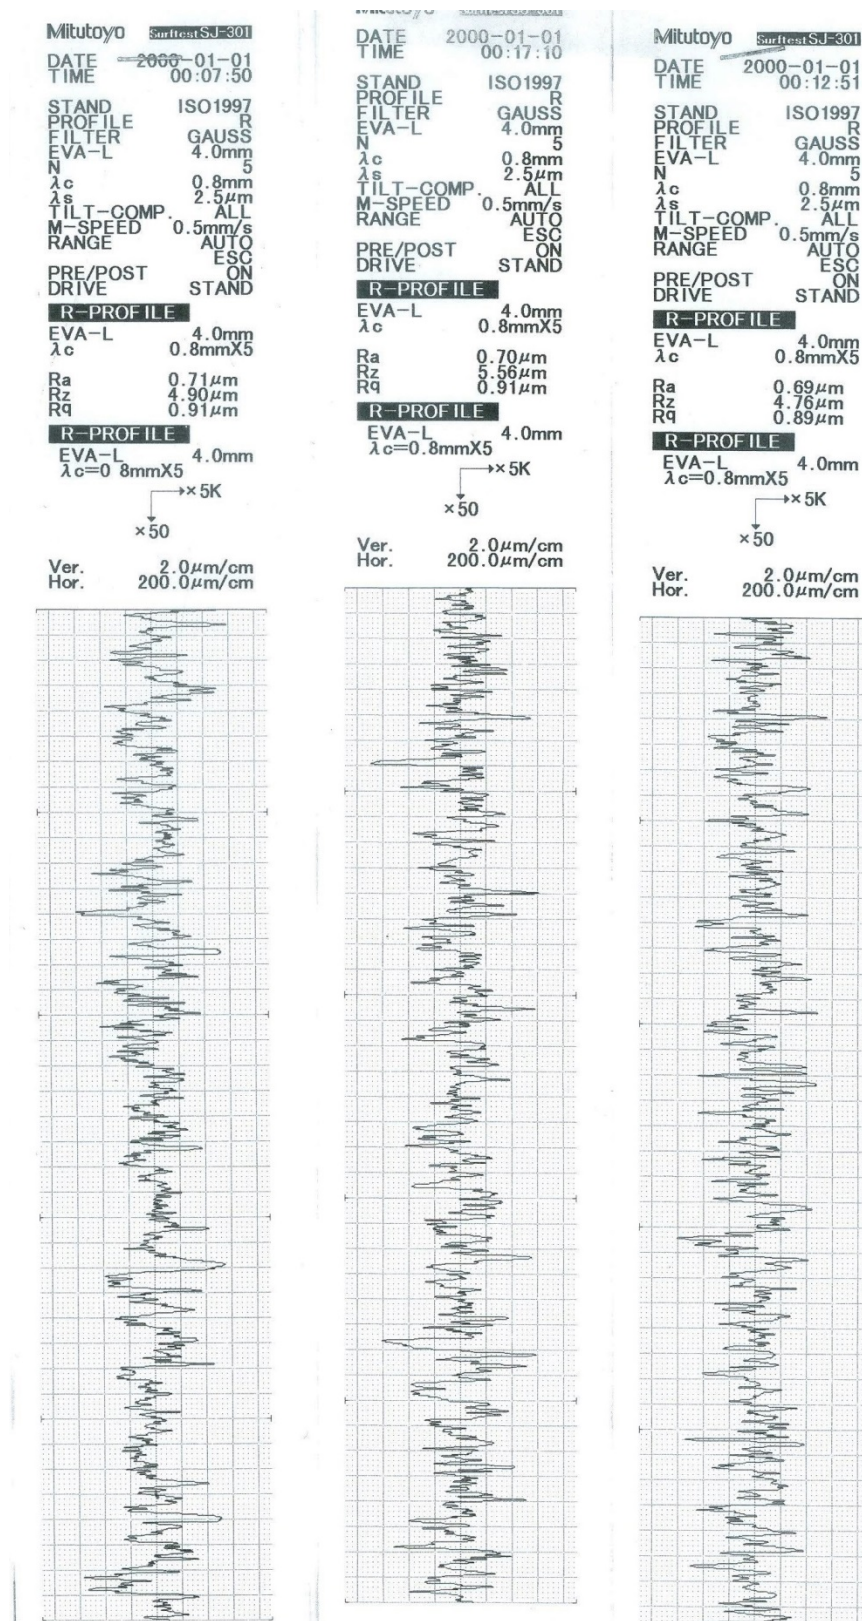 Mitutoyo SurftestSJ-301
DATE 2000-01-01
TIME 00:07:50
STAND ISO1997
PROFILE R
FILTER GAUSS
EVA-L 4.0mm
N 5
λc 0.8mm
λs 2.5μm
TILT-COMP. ALL
M-SPEED 0.5mm/s
RANGE AUTO
ESC
PRE/POST ON
DRIVE STAND
R-PROFILE
EVA-L 4.0mm
λc 0.8mmX5
Ra 0.71μm
Rz 4.90μm
Rq 0.91μm
R-PROFILE
EVA-L 4.0mm
λc=0 8mmX5
×5K
×50
Ver. 2.0μm/cm
Hor. 200.0μm/cm
Mitutoyo
DATE 2000-01-01
TIME 00:17:10
STAND ISO1997
PROFILE R
FILTER GAUSS
EVA-L 4.0mm
N 5
λc 0.8mm
λs 2.5μm
TILT-COMP. ALL
M-SPEED 0.5mm/s
RANGE AUTO
ESC
PRE/POST ON
DRIVE STAND
R-PROFILE
EVA-L 4.0mm
λc 0.8mmX5
Ra 0.70μm
Rz 5.56μm
Rq 0.91μm
R-PROFILE
EVA-L 4.0mm
λc=0.8mmX5
×5K
×50
Ver. 2.0μm/cm
Hor. 200.0μm/cm
Mitutoyo SurftestSJ-301
DATE 2000-01-01
TIME 00:12:51
STAND ISO1997
PROFILE R
FILTER GAUSS
EVA-L 4.0mm
N 5
λc 0.8mm
λs 2.5μm
TILT-COMP. ALL
M-SPEED 0.5mm/s
RANGE AUTO
ESC
PRE/POST ON
DRIVE STAND
R-PROFILE
EVA-L 4.0mm
λc 0.8mmX5
Ra 0.69μm
Rz 4.76μm
Rq 0.89μm
R-PROFILE
EVA-L 4.0mm
λc=0.8mmX5
×5K
×50
Ver. 2.0μm/cm
Hor. 200.0μm/cm